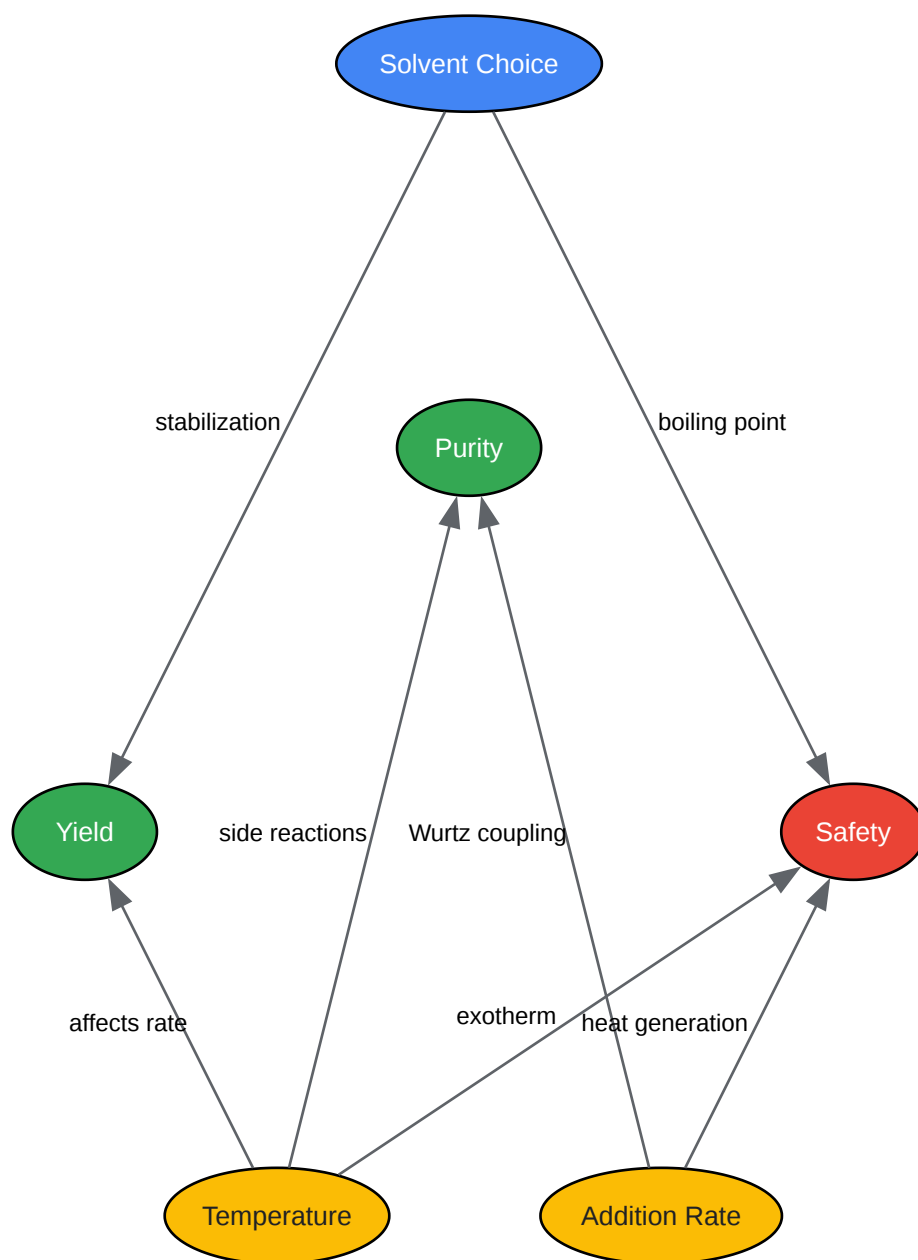 Solvent Choice
stabilization
boiling point
Purity
Yield
side reactions
Wurtz coupling
Safety
affects rate
exotherm
heat generation
Temperature
Addition Rate